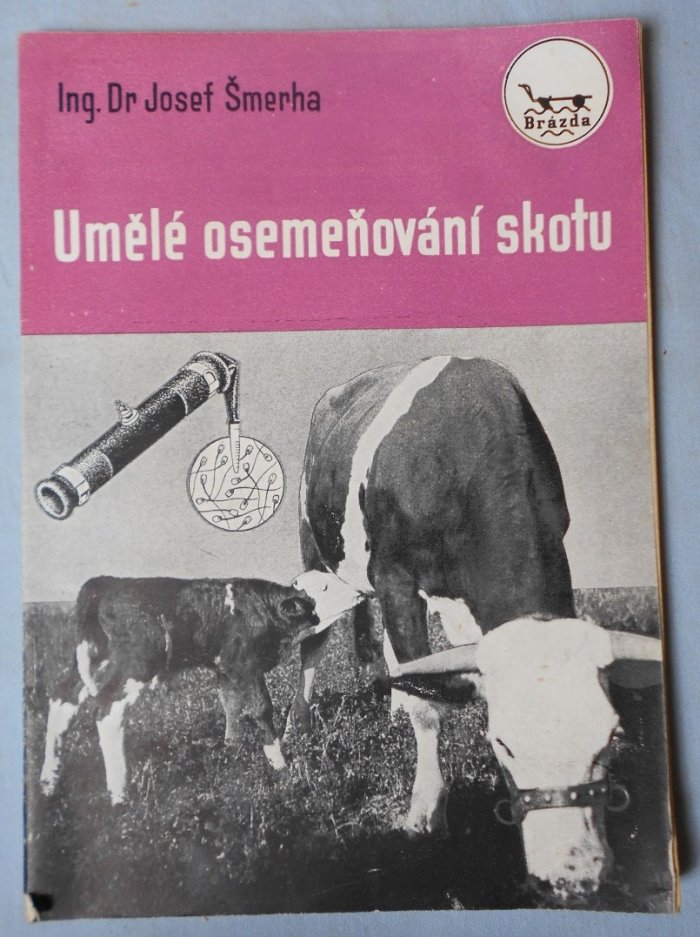 Ing. Dr Josef Šmerha
Brázda
Umělé osemeňování skotu